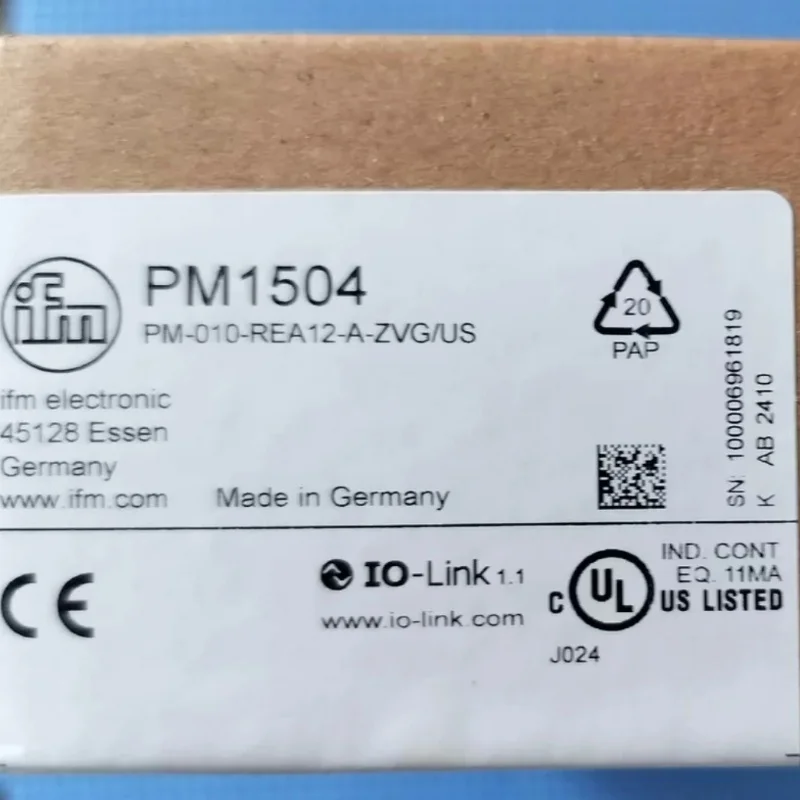 ifm
PM1504
PM-010-REA12-A-ZVG/US
ifm electronic
45128 Essen
Germany
www.ifm.com
Made in Germany
20
PAP
SN: 100006961819
K AB 2410
CE
IO-Link 1.1
www.io-link.com
C UL US LISTED
IND. CONT
EQ. 11MA
J024